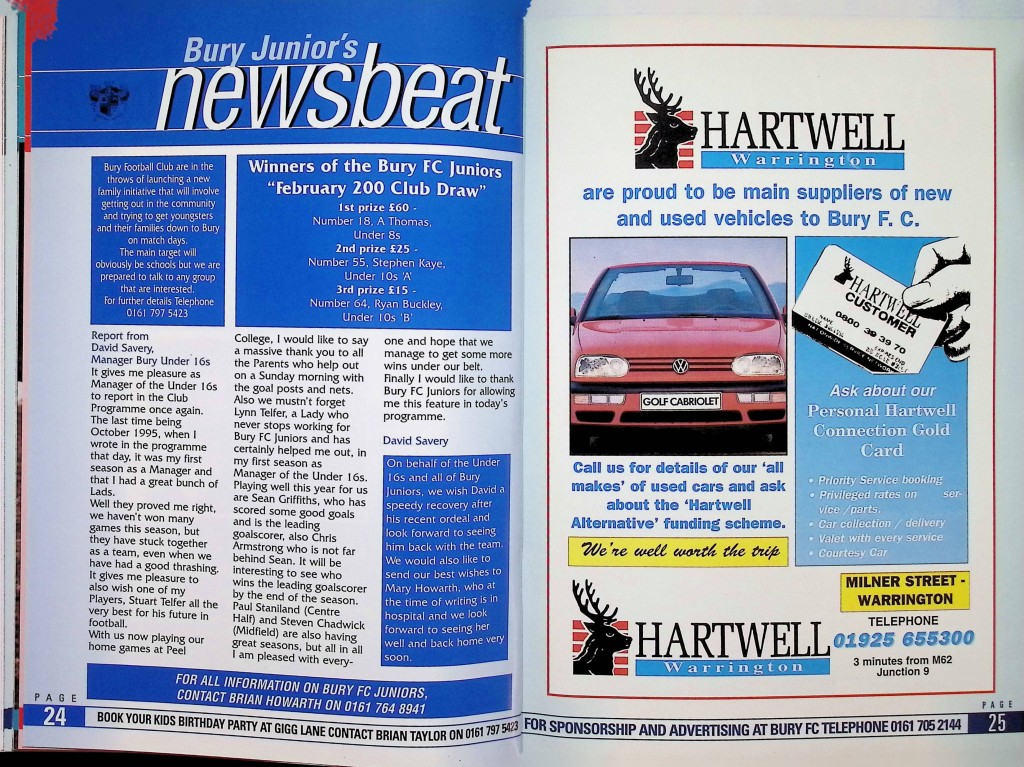 Bury Junior's
newsbeat
Bury Football Club are in the
throws of launching a new
family initiative that will involve
getting out in the community
and trying to get youngsters
and their families down to Bury
on match days.
The main target will
obviously be schools but we are
prepared to talk to any group
that are interested.
For further details Telephone
0161 797 5423
Winners of the Bury FC Juniors
"February 200 Club Draw"
1st prize £60 -
Number 18, A Thomas,
Under 8s
2nd prize £25 -
Number 55, Stephen Kaye,
Under 10s 'A'
3rd prize £15 -
Number 64, Ryan Buckley,
Under 10s 'B'
Report from
David Savery,
Manager Bury Under 16s
It gives me pleasure as
Manager of the Under 16s
to report in the Club
Programme once again.
The last time being
October 1995, when I
wrote in the programme
that day, it was my first
season as a Manager and
that I had a great bunch of
Lads.
Well they proved me right,
we haven't won many
games this season, but
they have stuck together
as a team, even when we
have had a good thrashing.
It gives me pleasure to
also wish one of my
Players, Stuart Telfer all the
very best for his future in
football.
With us now playing our
home games at Peel
College, I would like to say
a massive thank you to all
the Parents who help out
on a Sunday morning with
the goal posts and nets.
Also we mustn't forget
Lynn Telfer, a Lady who
never stops working for
Bury FC Juniors and has
certainly helped me out, in
my first season as
Manager of the Under 16s.
Playing well this year for us
are Sean Griffiths, who has
scored some good goals
and is the leading
goalscorer, also Chris
Armstrong who is not far
behind Sean. It will be
interesting to see who
wins the leading goalscorer
by the end of the season.
Paul Staniland (Centre
Half) and Steven Chadwick
(Midfield) are also having
great seasons, but all in all
I am pleased with every-
one and hope that we
manage to get some more
wins under our belt.
Finally I would like to thank
Bury FC Juniors for allowing
me this feature in today's
programme.
David Savery
On behalf of the Under
16s and all of Bury
Juniors, we wish David a
speedy recovery after
his recent ordeal and
look forward to seeing
him back with the team.
We would also like to
send our best wishes to
Mary Howarth, who at
the time of writing is in
hospital and we look
forward to seeing her
well and back home very
soon.
FOR ALL INFORMATION ON BURY FC JUNIORS,
CONTACT BRIAN HOWARTH ON 0161 764 8941
PAGE
24
BOOK YOUR KIDS BIRTHDAY PARTY AT GIGG LANE CONTACT BRIAN TAYLOR ON 0161 797 5423
HARTWELL
Warrington
are proud to be main suppliers of new
and used vehicles to Bury F. C.
GOLF CABRIOLET
HARTWELL
CUSTOMER
0800 39 39 70
Ask about our
Personal Hartwell
Connection Gold
Card
• Priority Service booking
• Privileged rates on ser-
vice /parts.
• Car collection / delivery
• Valet with every service
• Courtesy Car
Call us for details of our 'all
makes' of used cars and ask
about the 'Hartwell
Alternative' funding scheme.
We're well worth the trip
HARTWELL
Warrington
MILNER STREET -
WARRINGTON
TELEPHONE
01925 655300
3 minutes from M62
Junction 9
FOR SPONSORSHIP AND ADVERTISING AT BURY FC TELEPHONE 0161 705 2144
PAGE
25